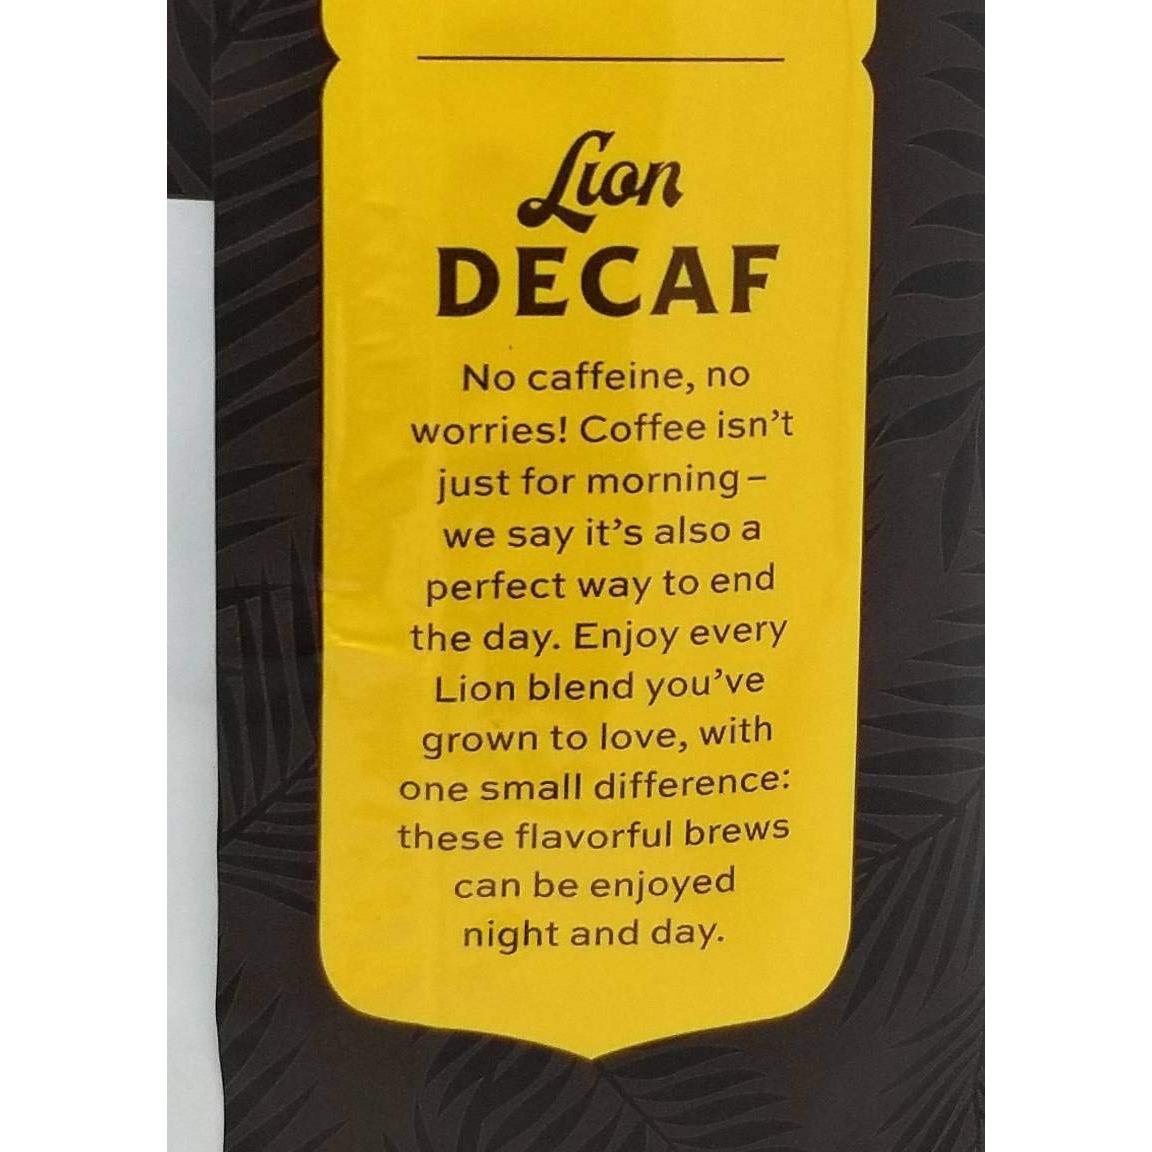 Lion
DECAF
No caffeine, no
worries! Coffee isn't
just for morning–
we say it's also a
perfect way to end
the day. Enjoy every
Lion blend you've
grown to love, with
one small difference:
these flavorful brews
can be enjoyed
night and day.